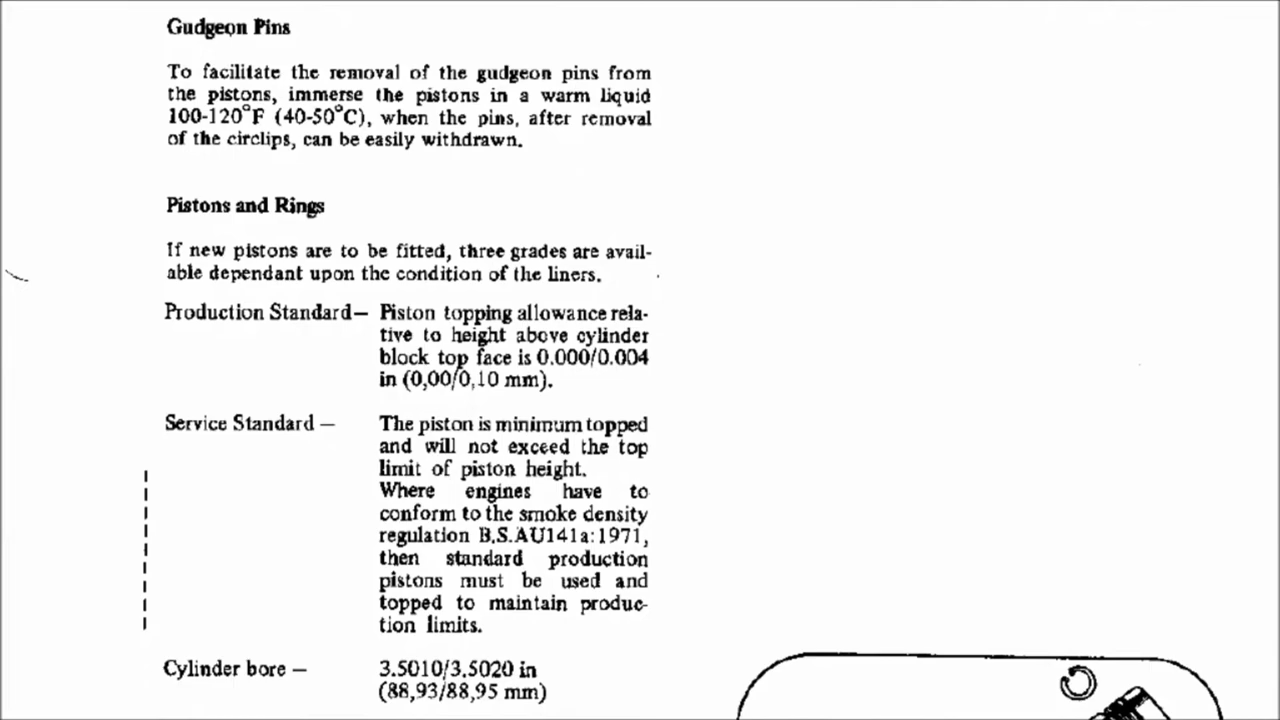 Gudgeon Pins
To facilitate the removal of the gudgeon pins from
the pistons, immerse the pistons in a warm liquid
100-120°F (40-50°C), when the pins, after removal
of the circlips, can be easily withdrawn.
Pistons and Rings
If new pistons are to be fitted, three grades are avail-
able dependant upon the condition of the liners.
Production Standard— Piston topping allowance rela-
tive to height above cylinder
block top face is 0.000/0.004
in (0,00/0,10 mm).
Service Standard — The piston is minimum topped
and will not exceed the top
limit of piston height.
Where engines have to
conform to the smoke density
regulation B.S.AU141a:1971,
then standard production
pistons must be used and
topped to maintain produc-
tion limits.
Cylinder bore — 3.5010/3.5020 in
(88,93/88,95 mm)